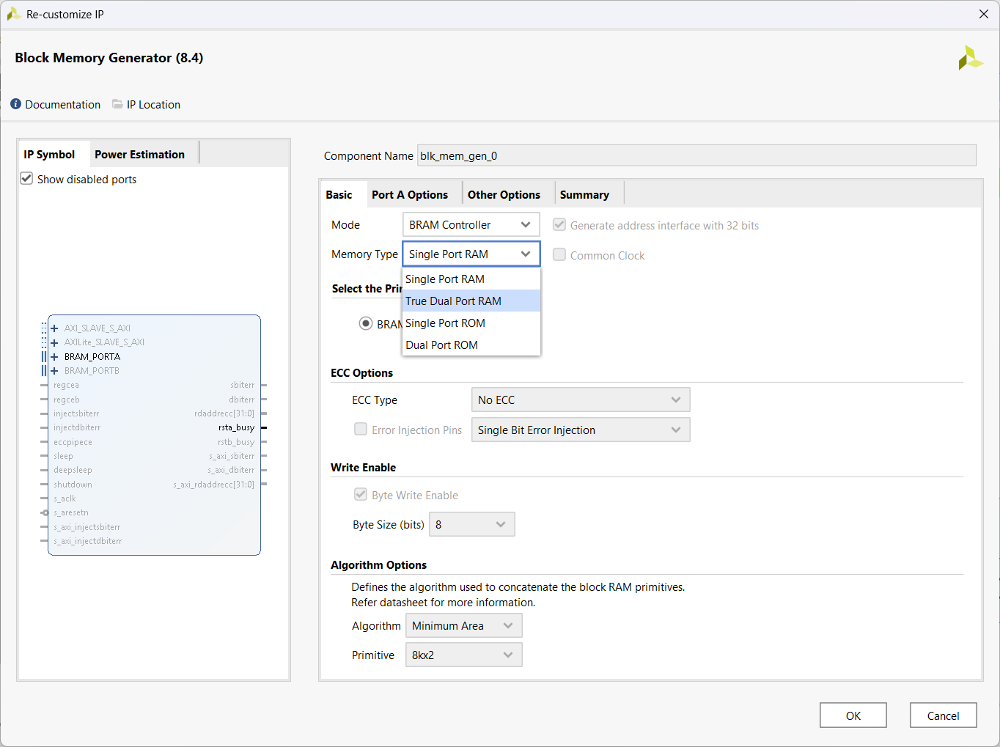 Re-customize IP
Block Memory Generator (8.4)
Documentation IP Location
IP Symbol Power Estimation
Show disabled ports
AXI_SLAVE_S_AXI
AXILite_SLAVE_S_AXI
BRAM_PORTA
BRAM_PORTB
regcea sbiterr
regceb dbiterr
injectsbiterr rdaddrecc[31:0]
injectdbiterr rsta_busy
eccpipece rstb_busy
sleep s_axi_sbiterr
deepsleep s_axi_dbiterr
shutdown s_axi_rdaddrecc[31:0]
s_aclk
s_aresetn
s_axi_injectsbiterr
s_axi_injectdbiterr
Component Name blk_mem_gen_0
Basic Port A Options Other Options Summary
Mode BRAM Controller Generate address interface with 32 bits
Memory Type Single Port RAM Common Clock
Single Port RAM
Select the Pri
True Dual Port RAM
BRAM
Single Port ROM
Dual Port ROM
ECC Options
ECC Type No ECC
Error Injection Pins Single Bit Error Injection
Write Enable
Byte Write Enable
Byte Size (bits) 8
Algorithm Options
Defines the algorithm used to concatenate the block RAM primitives.
Refer datasheet for more information.
Algorithm Minimum Area
Primitive 8kx2
OK Cancel